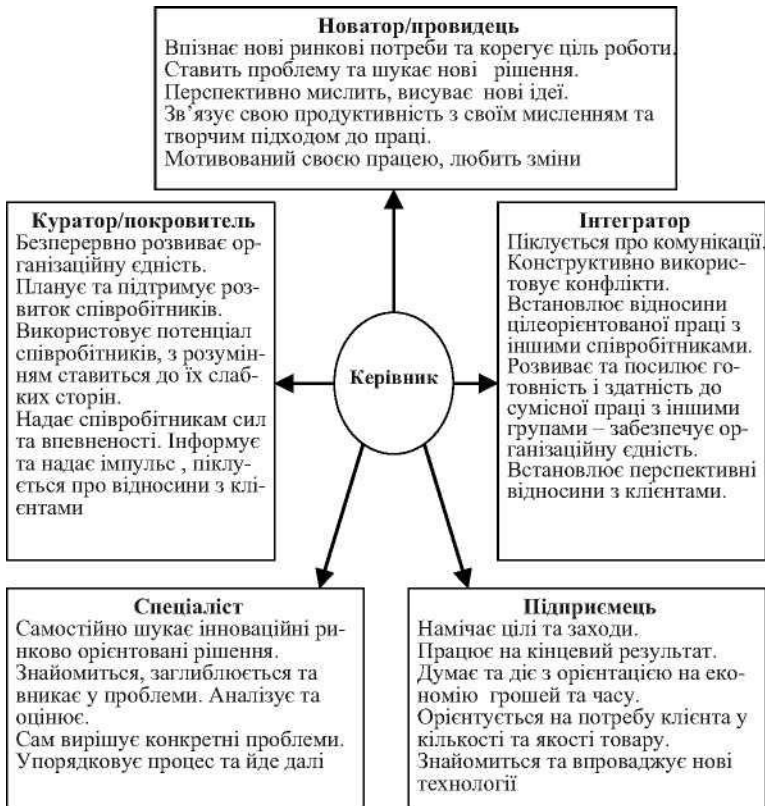 Новатор/провидець
Впізнає нові ринкові потреби та корегує ціль роботи.
Ставить проблему та шукає нові рішення.
Перспективно мислить, висуває нові ідеї.
Зв’язує свою продуктивність з своїм мисленням та
творчим підходом до праці.
Мотивований своєю працею, любить зміни
Куратор/покровитель
Безперервно розвиває ор-
ганізаційну єдність.
Планує та підтримує роз-
виток співробітників.
Використовує потенціал
співробітників, з розумін-
ням ставиться до їх слаб-
ких сторін.
Надає співробітникам сил
та впевненості. Інформує
та надає імпульс , піклу-
ється про відносини з клі-
єнтами
Керівник
Інтегратор
Піклується про комунікації.
Конструктивно використ-
товує конфлікти.
Встановлює відносини
цілеорієнтованої праці з
іншими співробітниками.
Розвиває та посилює го-
товність і здатність до
сумісної праці з іншими
групами – забезпечує ор-
ганізаційну єдність.
Встановлює перспективні
відносини з клієнтами.
Спеціаліст
Самостійно шукає інноваційні ри-
нково орієнтовані рішення.
Знайомиться, заглиблюється та
вникає у проблеми. Аналізує та
оцінює.
Сам вирішує конкретні проблеми.
Упорядковує процес та йде далі
Підприємець
Намічає цілі та заходи.
Працює на кінцевий результат.
Думає та діє з орієнтацією на еко-
номію грошей та часу.
Орієнтується на потребу клієнта у
кількості та якості товару.
Знайомиться та впроваджує нові
технології